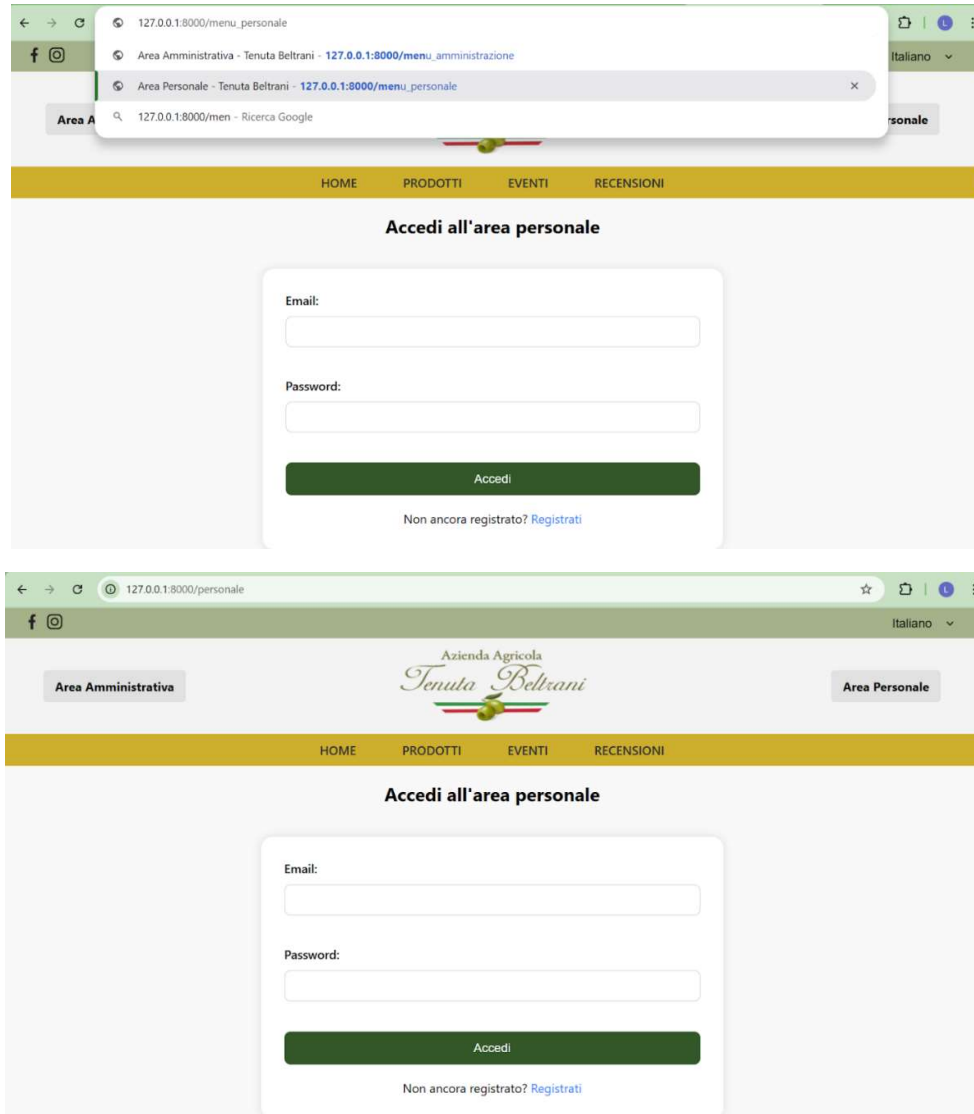 127.0.0.1:8000/menu_personale
Area Amministrativa - Tenuta Beltrani - 127.0.0.1:8000/menu_amministrazione
Italiano
Area Personale - Tenuta Beltrani - 127.0.0.1:8000/menu_personale
Area A
127.0.0.1:8000/men - Ricerca Google
rsonale
HOME PRODOTTI EVENTI RECENSIONI
Accedi all'area personale
Email:
Password:
Accedi
Non ancora registrato? Registrati
127.0.0.1:8000/personale
L
f
Italiano
Azienda Agricola
Tenuta Beltrani
Area Amministrativa
Area Personale
HOME PRODOTTI EVENTI RECENSIONI
Accedi all'area personale
Email:
Password:
Accedi
Non ancora registrato? Registrati